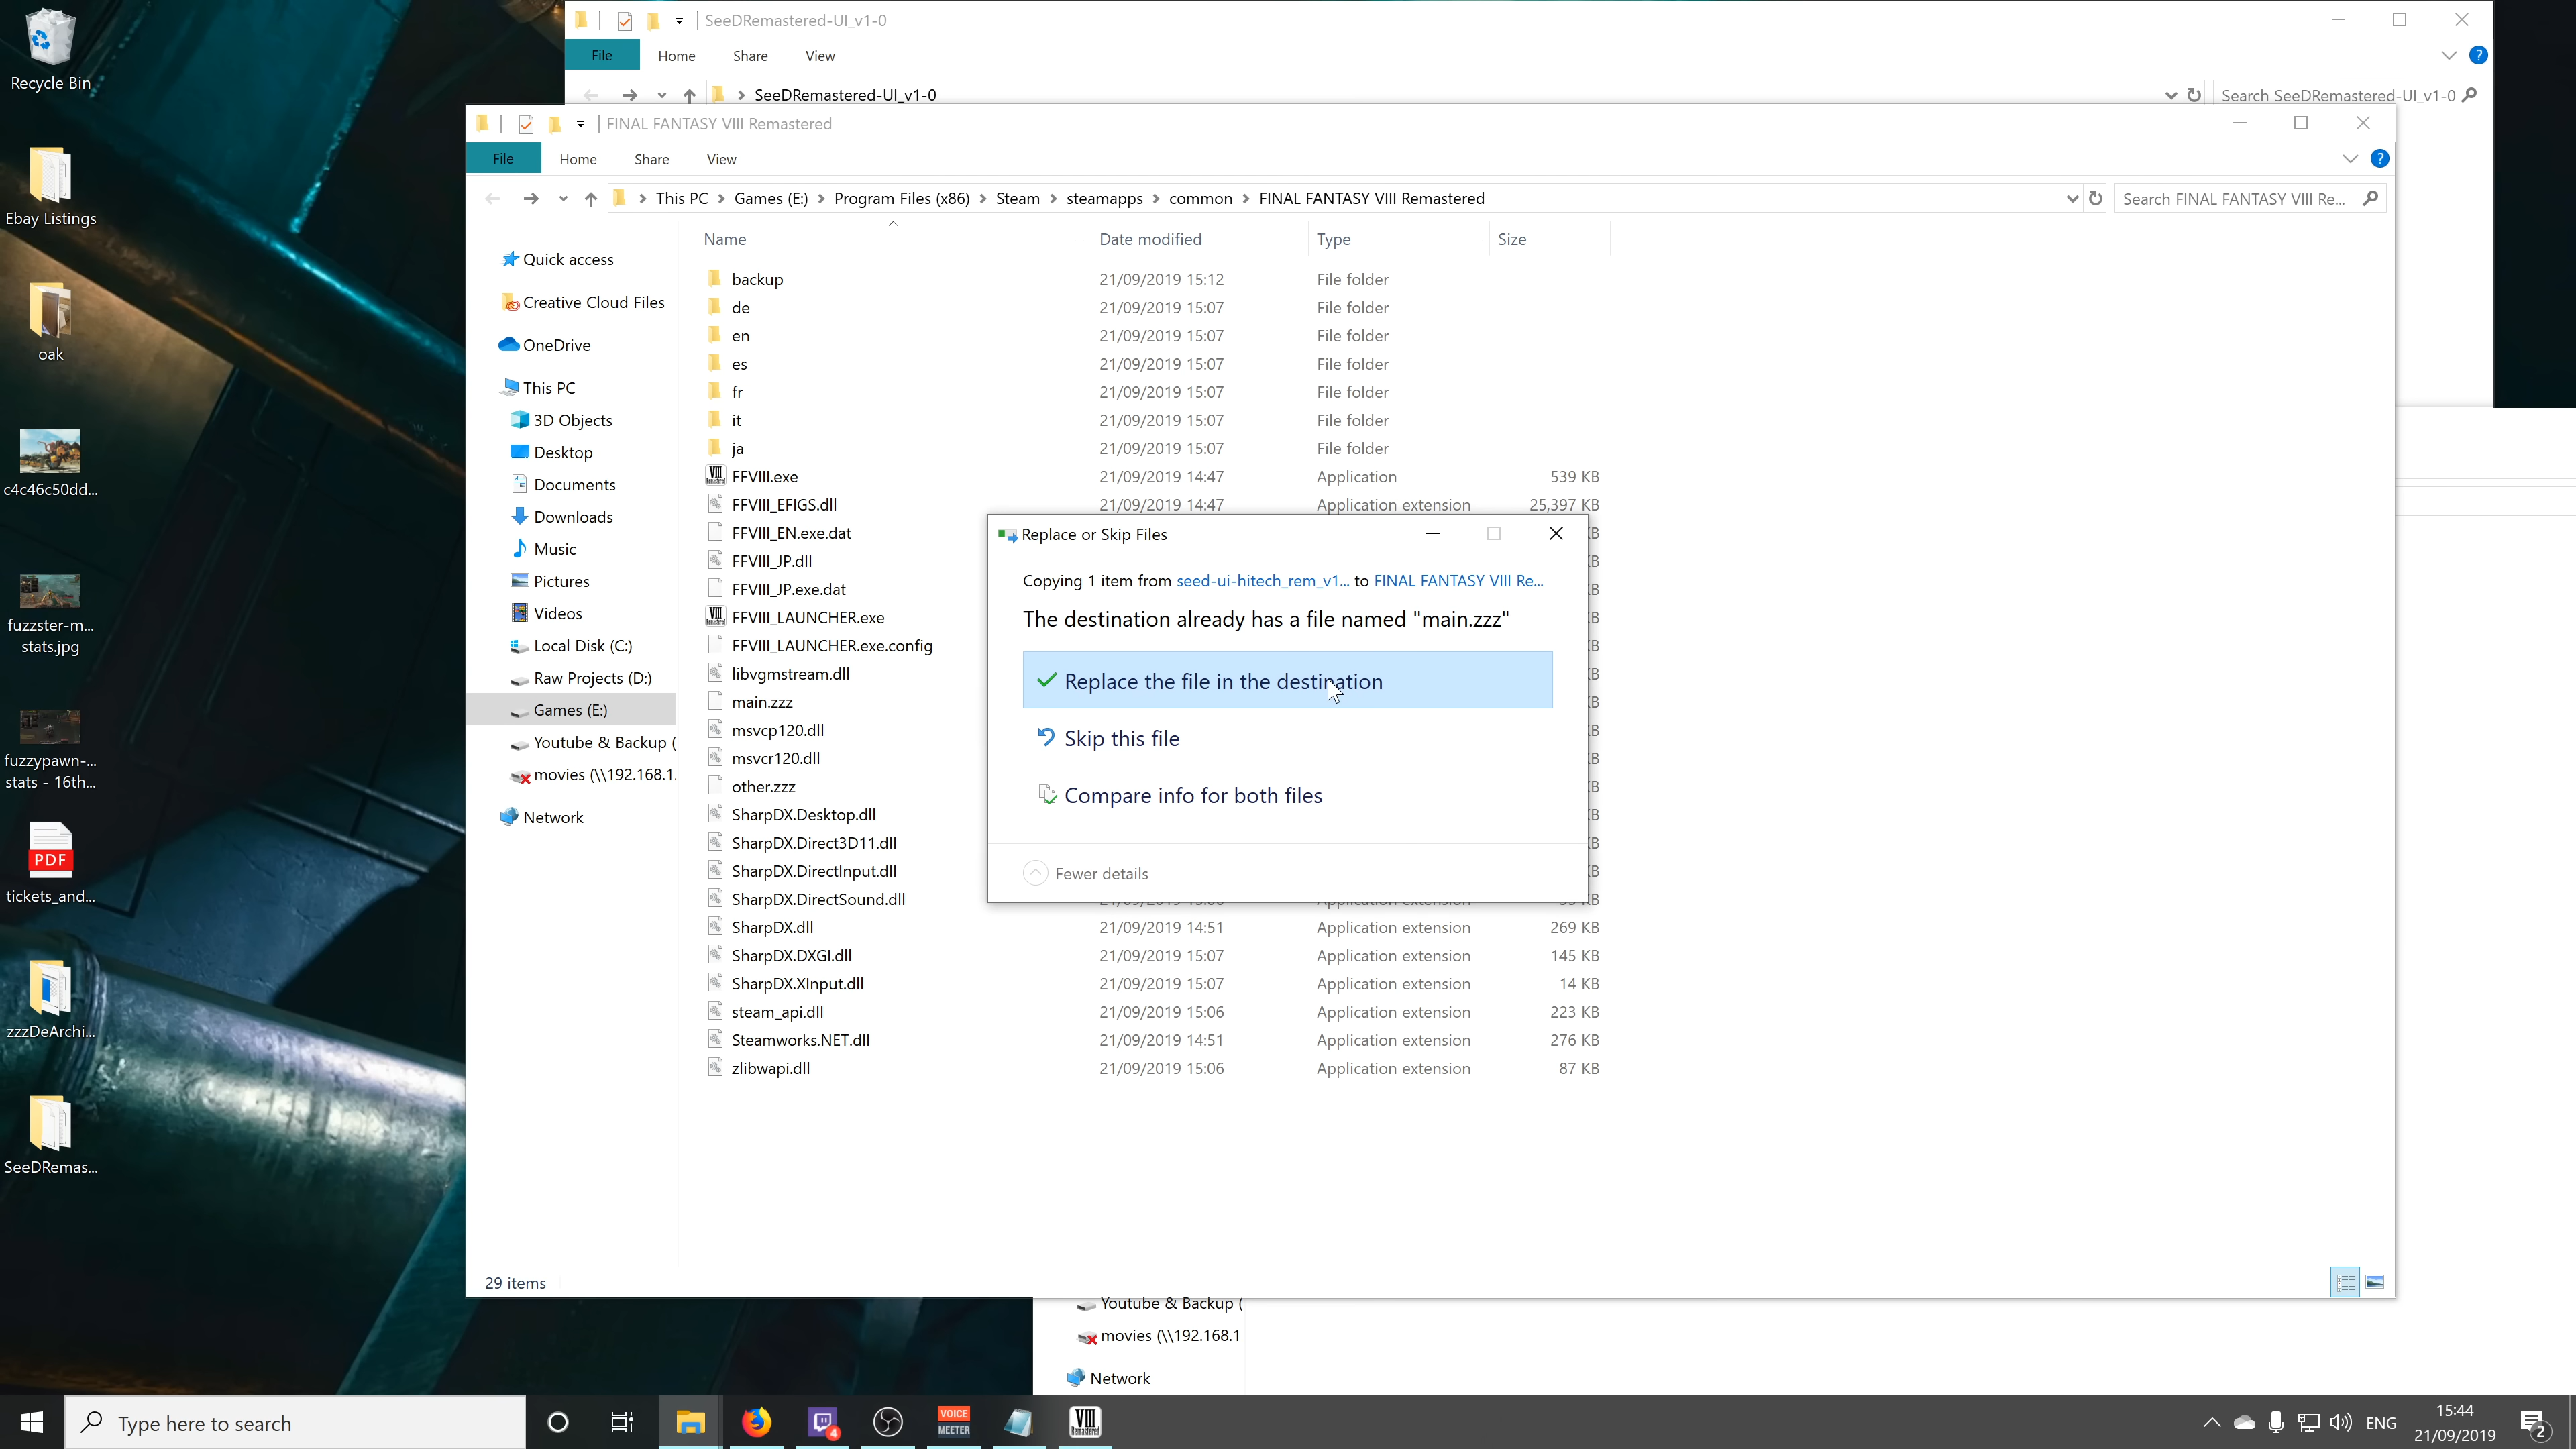 Recycle Bin
Ebay Listings
oak
c4c46c50dd...
fuzzster-m...
stats.jpg
fuzzypawn-...
stats - 16th...
PDF
tickets_and...
zzzDeArchi...
SeeDRemas...
SeeDRemastered-UI_v1-0
File Home Share View
SeeDRemastered-UI_v1-0
Search SeeDRemastered-UI_v1-0
FINAL FANTASY VIII Remastered
File Home Share View
This PC Games (E:) Program Files (x86) Steam steamapps common FINAL FANTASY VIII Remastered
Search FINAL FANTASY VIII Re...
Quick access
Creative Cloud Files
OneDrive
This PC
3D Objects
Desktop
Documents
Downloads
Music
Pictures
Videos
Local Disk (C:)
Raw Projects (D:)
Games (E:)
Youtube & Backup (
movies (\\192.168.1.
Network
Name Date modified Type Size
backup 21/09/2019 15:12 File folder
de 21/09/2019 15:07 File folder
en 21/09/2019 15:07 File folder
es 21/09/2019 15:07 File folder
fr 21/09/2019 15:07 File folder
it 21/09/2019 15:07 File folder
ja 21/09/2019 15:07 File folder
FFVIII.exe 21/09/2019 14:47 Application 539 KB
FFVIII_EFIGS.dll 21/09/2019 14:47 Application extension 25,397 KB
FFVIII_EN.exe.dat
FFVIII_JP.dll
FFVIII_JP.exe.dat
FFVIII_LAUNCHER.exe
FFVIII_LAUNCHER.exe.config
libvgmstream.dll
main.zzz
msvcp120.dll
msvcr120.dll
other.zzz
SharpDX.Desktop.dll
SharpDX.Direct3D11.dll
SharpDX.DirectInput.dll
SharpDX.DirectSound.dll
SharpDX.dll 21/09/2019 14:51 Application extension 269 KB
SharpDX.DXGI.dll 21/09/2019 15:07 Application extension 145 KB
SharpDX.XInput.dll 21/09/2019 15:07 Application extension 14 KB
steam_api.dll 21/09/2019 15:06 Application extension 223 KB
Steamworks.NET.dll 21/09/2019 14:51 Application extension 276 KB
zlibwapi.dll 21/09/2019 15:06 Application extension 87 KB
Replace or Skip Files
Copying 1 item from seed-ui-hitech_rem_v1... to FINAL FANTASY VIII Re...
The destination already has a file named "main.zzz"
Replace the file in the destination
Skip this file
Compare info for both files
Fewer details
29 items
Youtube & Backup (
movies (\\192.168.1.
Network
Type here to search
4
VOICE
MEETER
VIII
Remastered
ENG
15:44
21/09/2019
2